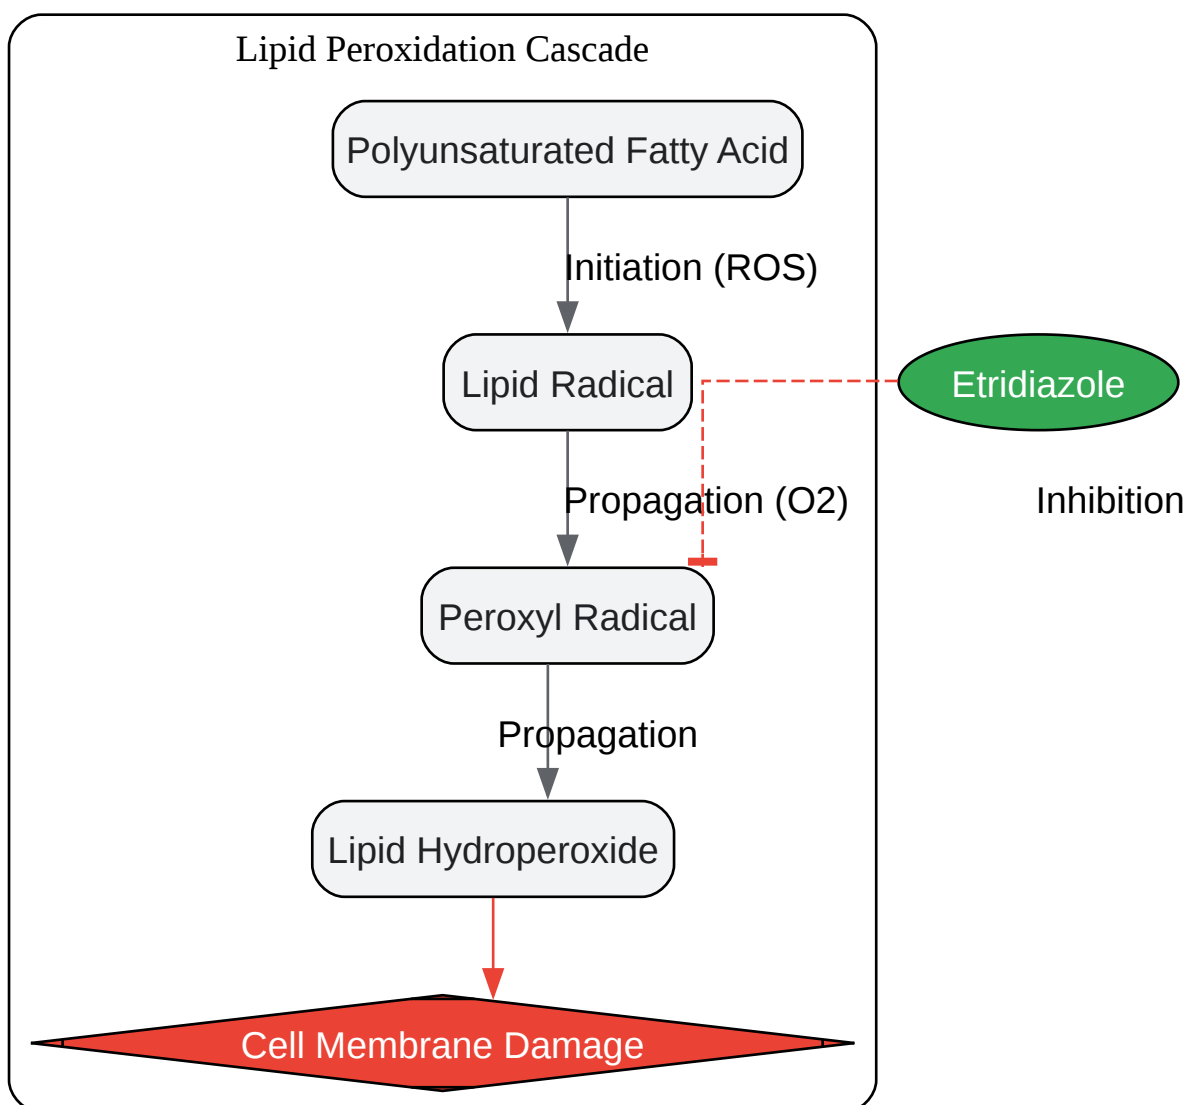 Lipid Peroxidation Cascade
Polyunsaturated Fatty Acid
Initiation (ROS)
Lipid Radical
Etridiazole
Propagation (O2)
Inhibition
Peroxyl Radical
Propagation
Lipid Hydroperoxide
Cell Membrane Damage